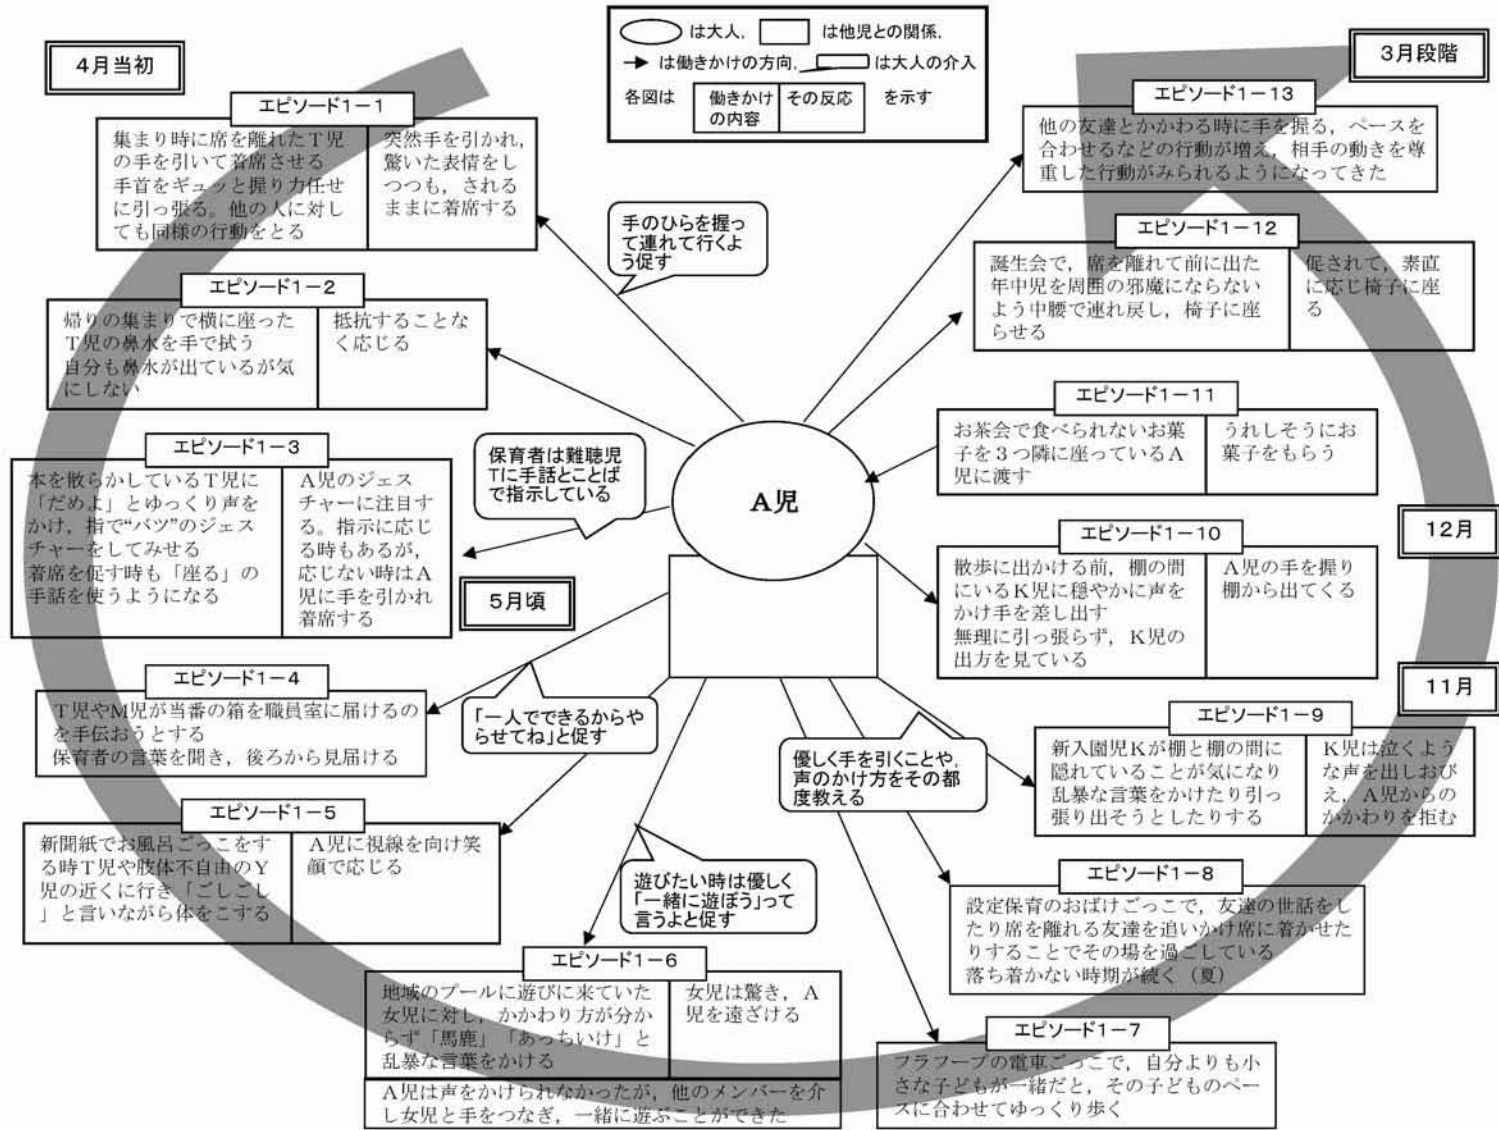 4月当初
○は大人, □は他児との関係,
→ は働きかけの方向, は大人の介入
各図は 働きかけの内容 その反応 を示す
3月段階
エピソード1-1
集まり時に席を離れたT児
の手を引いて着席させる
手首をギュッと握り力任せ
に引っ張る。他の人に対し
ても同様の行動をとる
突然手を引かれ,
驚いた表情をし
つつも,される
ままに着席する
手のひらを握っ
て連れて行くよ
う促す
エピソード1-2
帰りの集まりで横に座った
T児の鼻水を手で拭う
自分も鼻水が出ているが気
にしない
抵抗することな
く応じる
エピソード1-3
本を散らかしているT児に
「だめよ」とゆっくり声を
かけ,指で“バツ”のジェス
チャーをしてみせる
着席を促す時も「座る」の
手話を使うようになる
A児のジェス
チャーに注目す
る。指示に応じ
る時もあるが,
応じない時はA
児に手を引かれ
着席する
保育者は難聴児
Tに手話とことば
で指示している
5月頃
A児
エピソード1-4
T児やM児が当番の箱を職員室に届けるの
を手伝おうとする
保育者の言葉を聞き,後ろから見届ける
「一人でできるからや
らせてね」と促す
エピソード1-5
新聞紙でお風呂ごっこをす
る時T児や肢体不自由のY
児の近くに行き「ごしごし
」と言いながら体をこする
A児に視線を向け笑
顔で応じる
エピソード1-6
地域のプールに遊びに来ていた
女児に対し,かかわり方が分か
らず「馬鹿」「あっちいけ」と
乱暴な言葉をかける
女児は驚き,A
児を遠ざける
A児は声をかけられなかったが,他のメンバーを介
し女児と手をつなぎ,一緒に遊ぶことができた
遊びたい時は優しく
「一緒に遊ぼう」って
言うよと促す
エピソード1-7
フラフープの電車ごっこで,自分よりも小
さな子どもが一緒だと,その子どものペー
スに合わせてゆっくり歩く
エピソード1-8
設定保育のおばけごっこで,友達の世話をし
たり席を離れる友達を追いかけ席に着かせた
りすることでその場を過ごしている
落ち着かない時期が続く(夏)
優しく手を引くことや,
声のかけ方をその都
度教える
エピソード1-9
新入園児Kが棚と棚の間に
隠れていることが気になり
乱暴な言葉をかけたり引っ
張り出そうとしたりする
K児は泣くよう
な声を出しおび
え,A児からの
かかわりを拒む
11月
エピソード1-10
散歩に出かける前,棚の間
にいるK児に穏やかに声を
かけ手を差し出す
無理に引っ張らず,K児の
出方を見ている
A児の手を握り
棚から出てくる
12月
エピソード1-11
お茶会で食べられないお菓
子を3つ隣に座っているA
児に渡す
うれしそうにお
菓子をもらう
エピソード1-12
誕生会で,席を離れて前に出た
年中児を周囲の邪魔にならない
よう中腰で連れ戻し,椅子に座
らせる
促されて,素直
に応じ椅子に座
る
エピソード1-13
他の友達とかかわる時に手を握る,ペースを
合わせるなどの行動が増え,相手の動きを尊
重した行動がみられるようになってきた